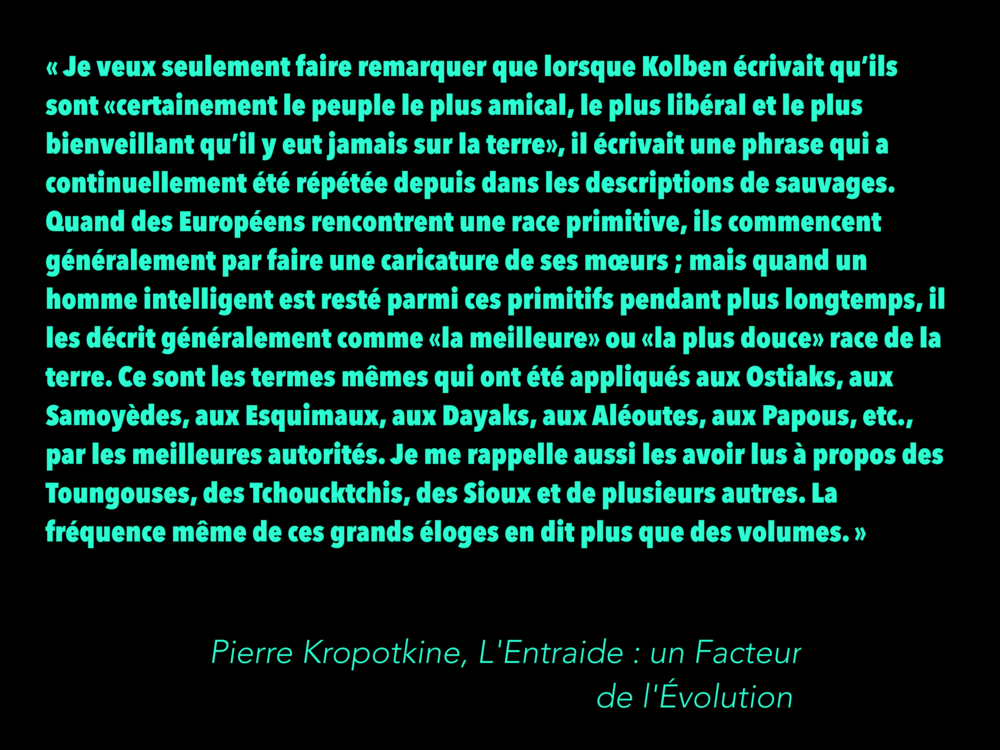 « Je veux seulement faire remarquer que lorsque Kolben écrivait qu’ils
sont «certainement le peuple le plus amical, le plus libéral et le plus
bienveillant qu’il y eut jamais sur la terre», il écrivait une phrase qui a
continuellement été répétée depuis dans les descriptions de sauvages.
Quand des Européens rencontrent une race primitive, ils commencent
généralement par faire une caricature de ses mœurs ; mais quand un
homme intelligent est resté parmi ces primitifs pendant plus longtemps, il
les décrit généralement comme «la meilleure» ou «la plus douce» race de la
terre. Ce sont les termes mêmes qui ont été appliqués aux Ostiaks, aux
Samoyèdes, aux Esquimaux, aux Dayaks, aux Aléoutes, aux Papous, etc.,
par les meilleures autorités. Je me rappelle aussi les avoir lus à propos des
Toungouses, des Tchoucktchis, des Sioux et de plusieurs autres. La
fréquence même de ces grands éloges en dit plus que des volumes. »
Pierre Kropotkine, L'Entraide : un Facteur
de l'Évolution